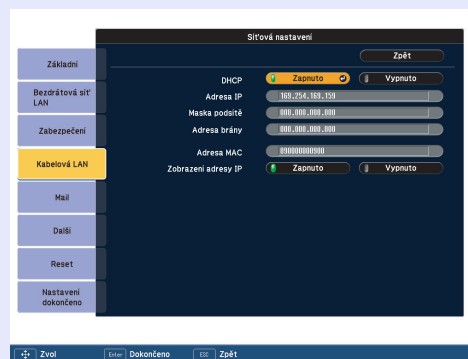 Síťová nastavení
Zpět
Základní
Bezdrátová síť
LAN
Zabezpečení
Kabelová LAN
Mail
Další
Reset
Nastavení
dokončeno
DHCP Zapnuto Vypnuto
Adresa IP 169.254.169.159
Maska podsítě 000.000.000.000
Adresa brány 000.000.000.000
Adresa MAC 090000000900
Zobrazení adresy IP Zapnuto Vypnuto
Zvol Enter Dokončeno ESC Zpět